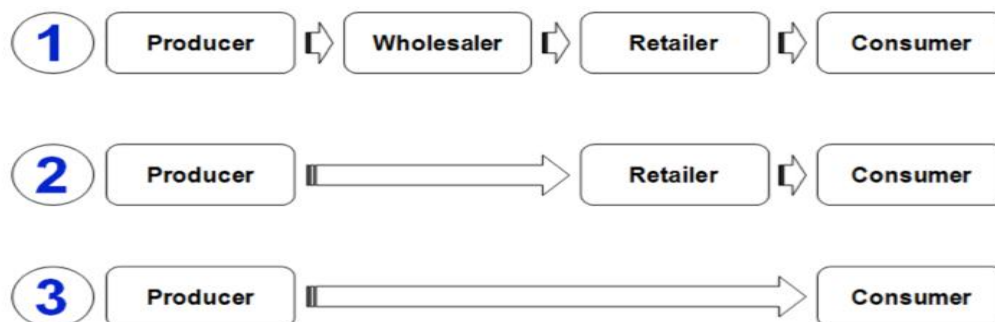 1 Producer Wholesaler Retailer Consumer
2 Producer Retailer Consumer
3 Producer Consumer